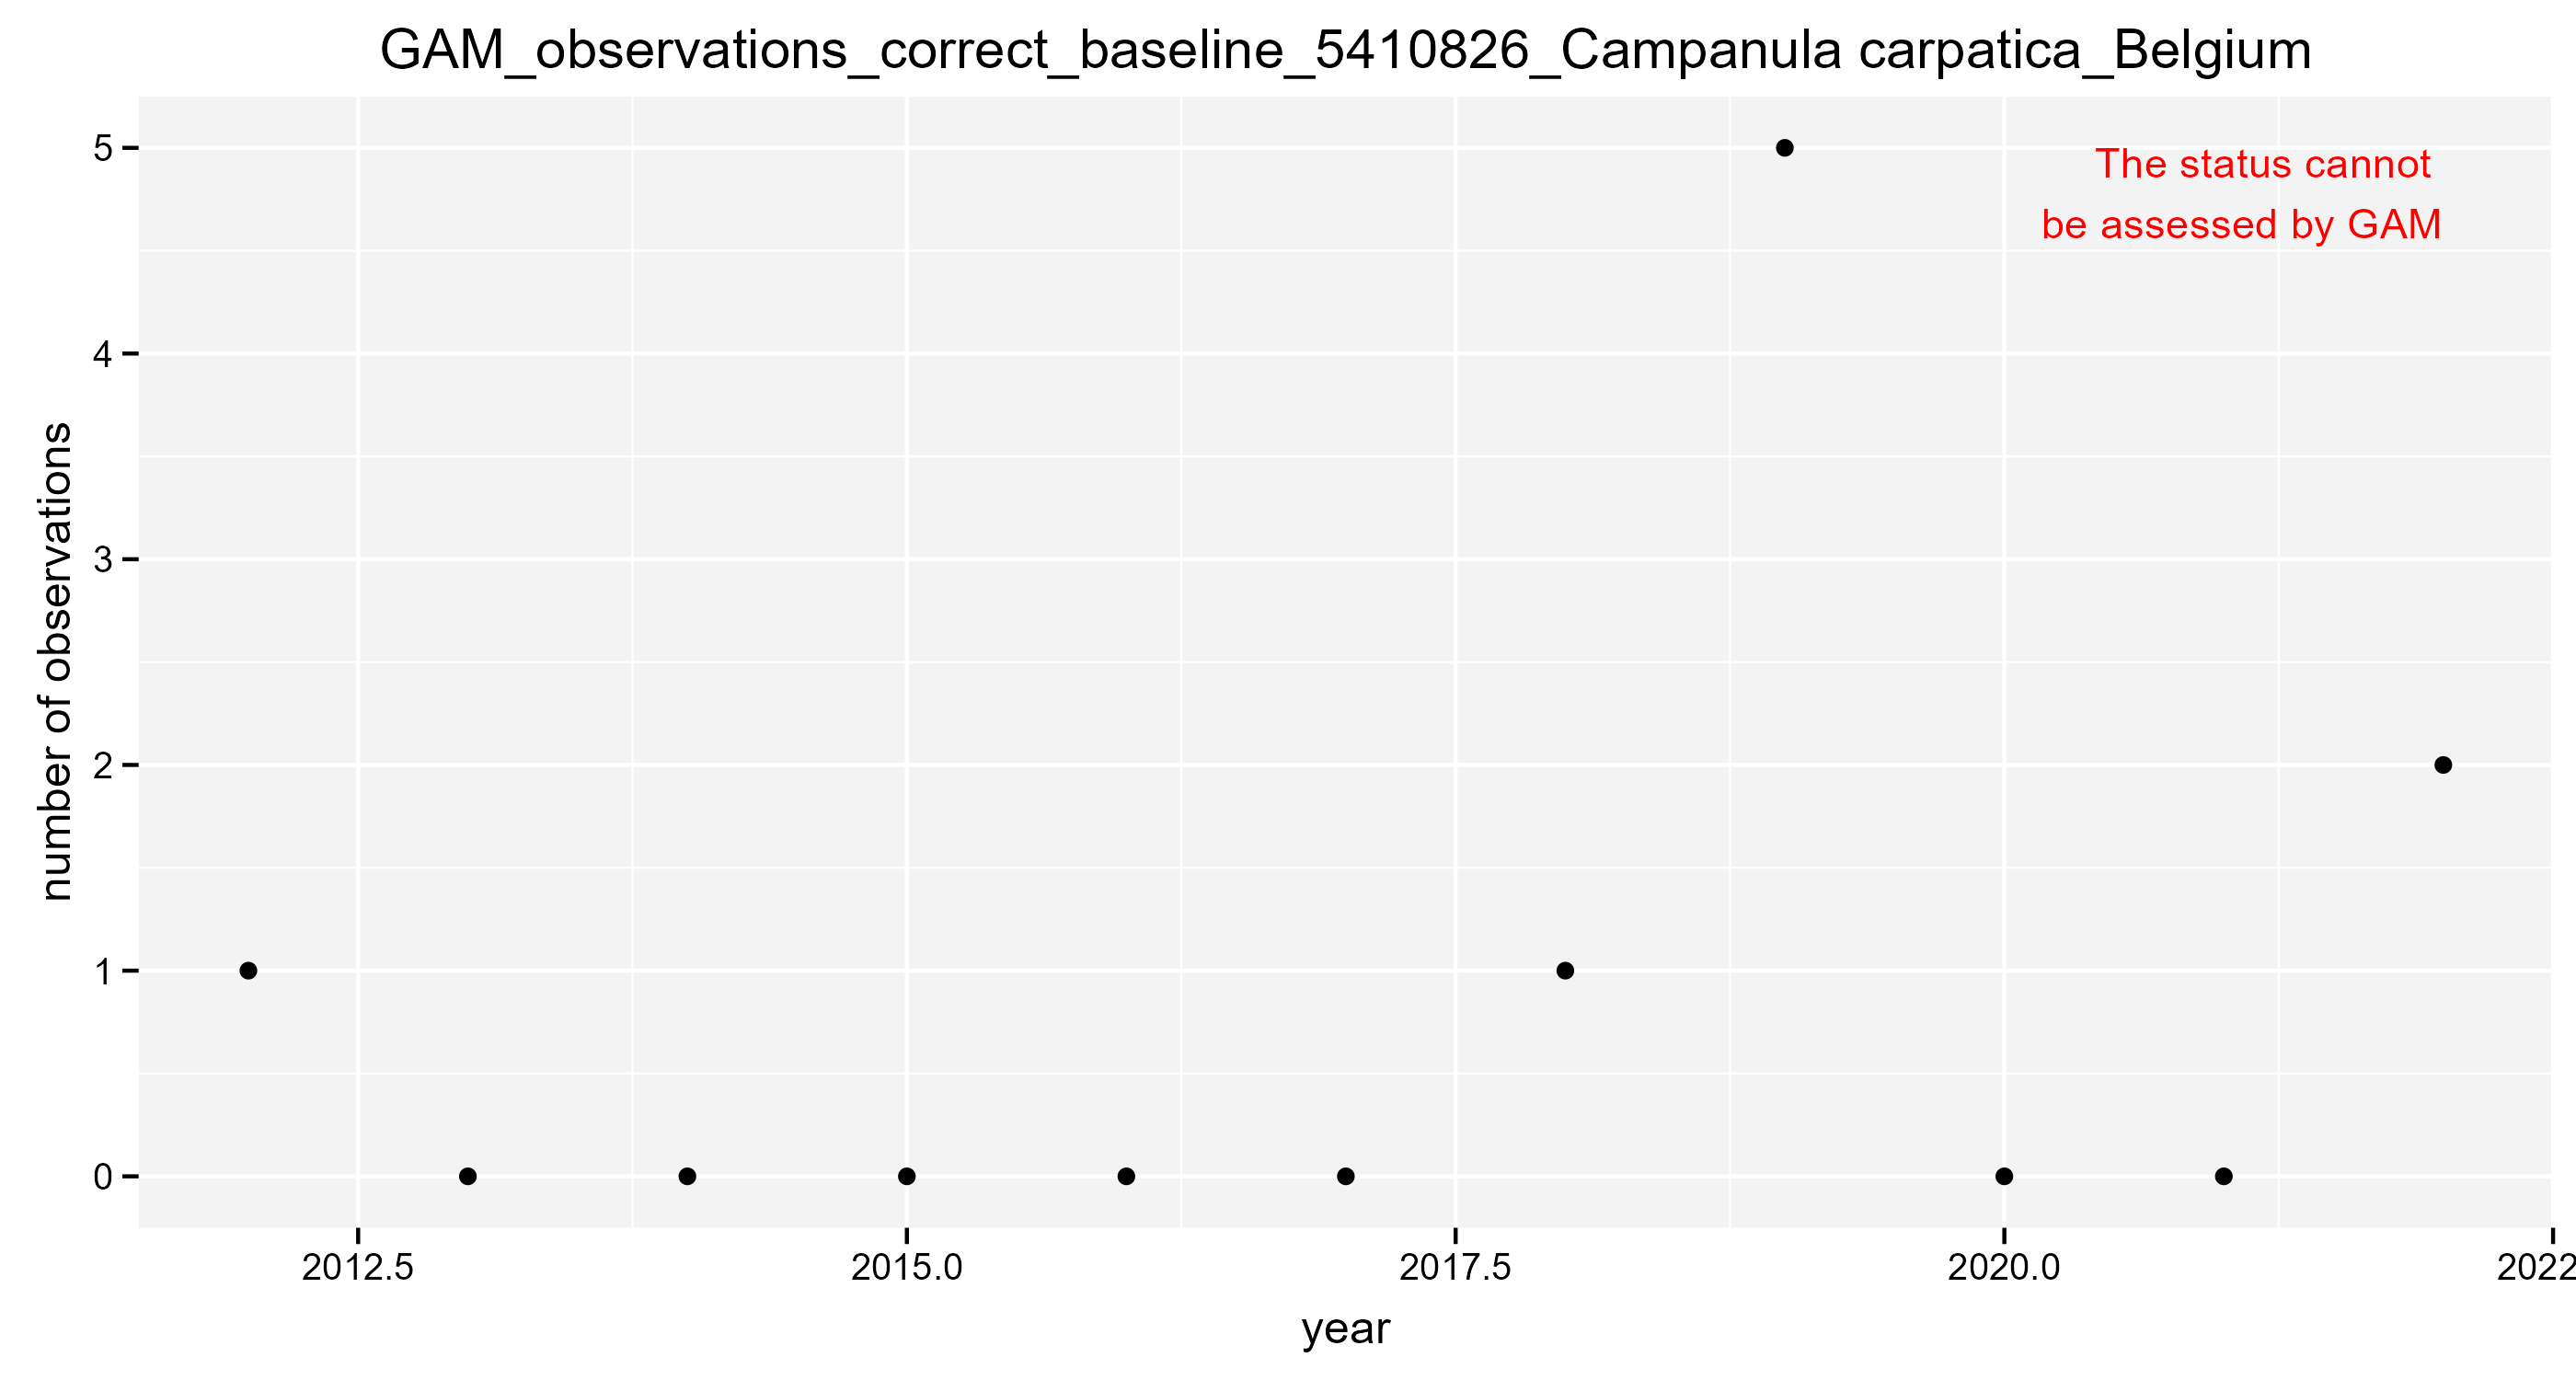 GAM_observations_correct_baseline_5410826_Campanula carpatica_Belgium
The status cannot
be assessed by GAM
number of observations
5
4
3
2
1
0
2012.5
2015.0
2017.5
2020.0
2022
year